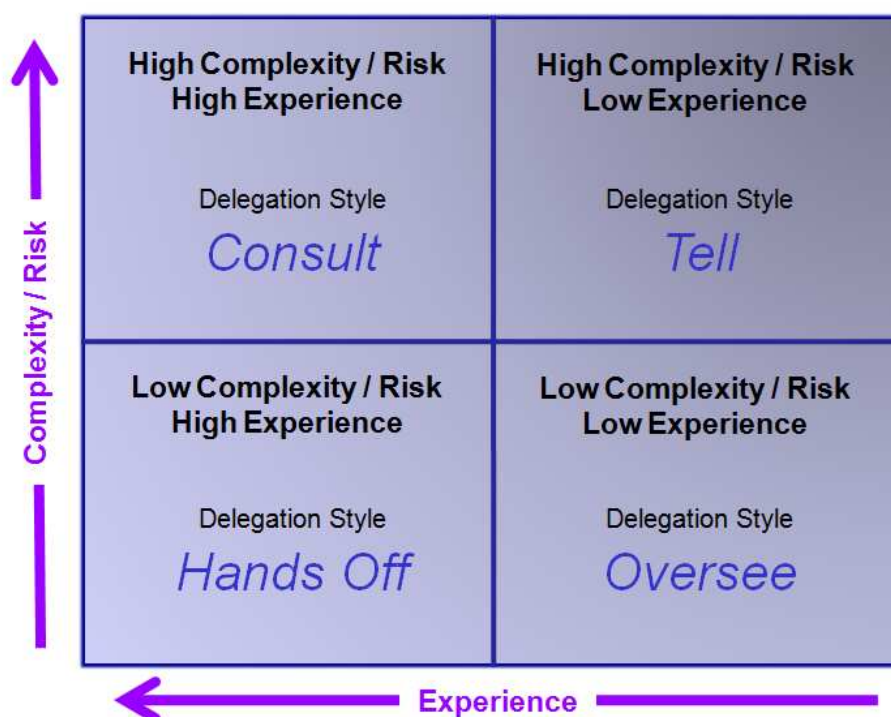 High Complexity / Risk
High Experience
Delegation Style
Consult
High Complexity / Risk
Low Experience
Delegation Style
Tell
Low Complexity / Risk
High Experience
Delegation Style
Hands Off
Low Complexity / Risk
Low Experience
Delegation Style
Oversee
Complexity / Risk
Experience